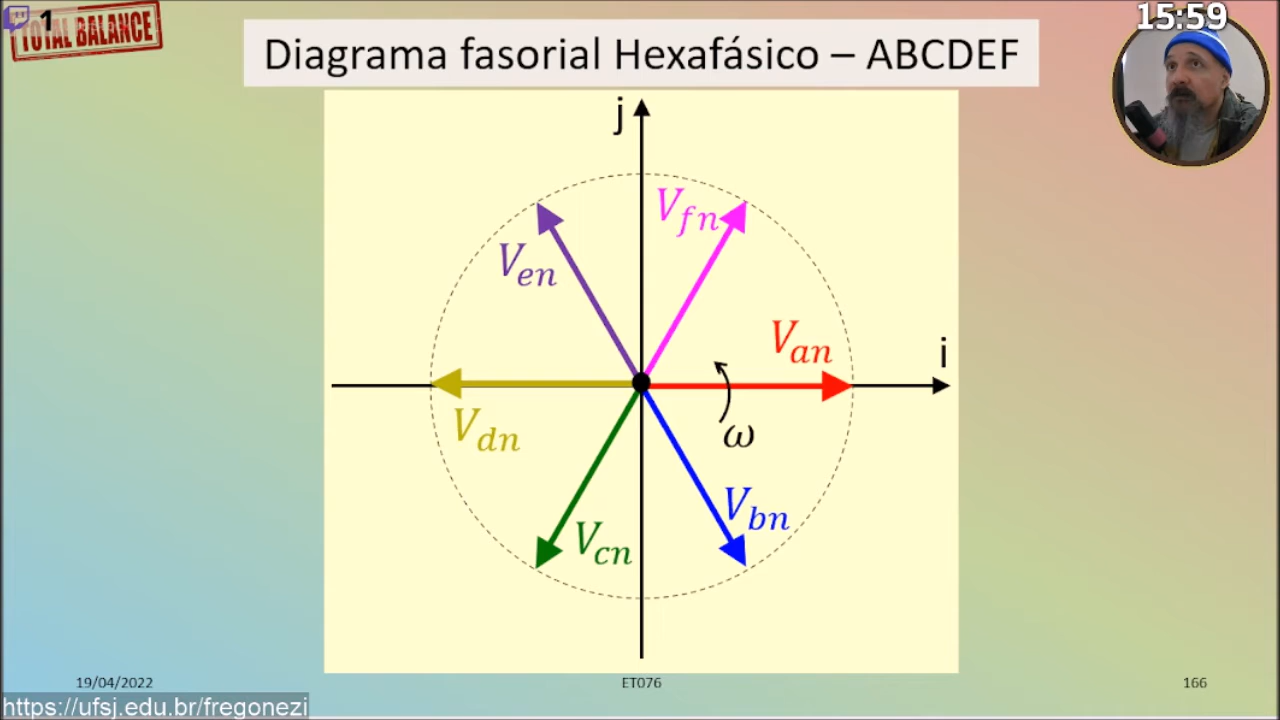 1
TOTAL BALANCE
15:59
Diagrama fasorial Hexafásico – ABCDEF
j
V_fn
V_en
V_an
i
V_dn
ω
V_bn
V_cn
19/04/2022
ET076
166
https://ufsj.edu.br/fregonezi